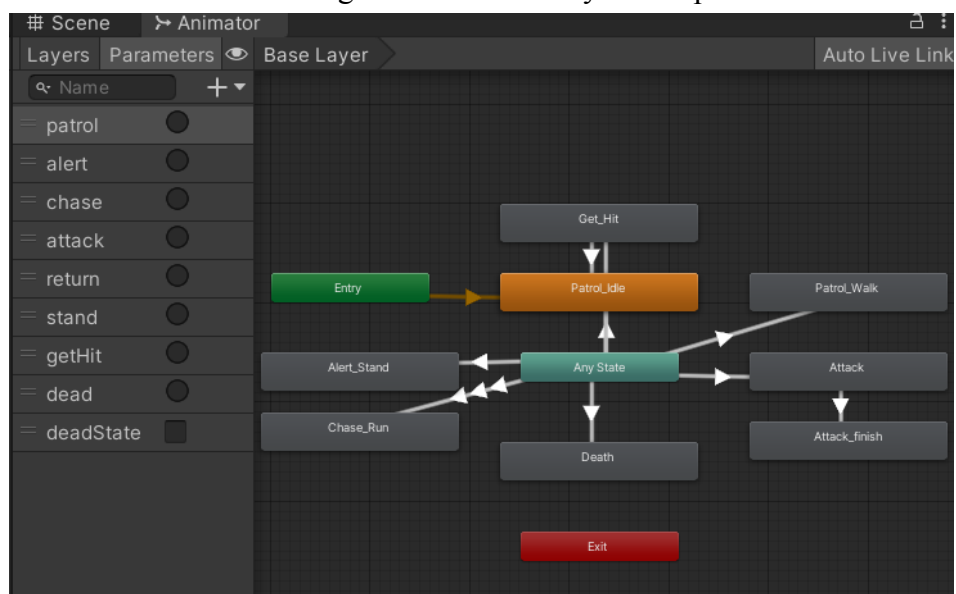 # Scene Animator
Layers Parameters Base Layer Auto Live Link
Name
patrol
alert
chase
attack
return
stand
getHit
dead
deadState
Get_Hit
Entry
Patrol_Idle
Patrol_Walk
Alert_Stand
Any State
Attack
Chase_Run
Attack_finish
Death
Exit